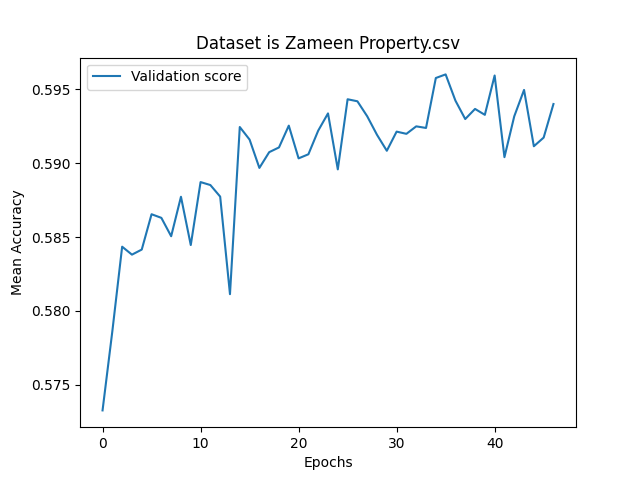 Dataset is Zameen Property.csv
Validation score
Mean Accuracy
0.595
0.590
0.585
0.580
0.575
0 10 20 30 40
Epochs